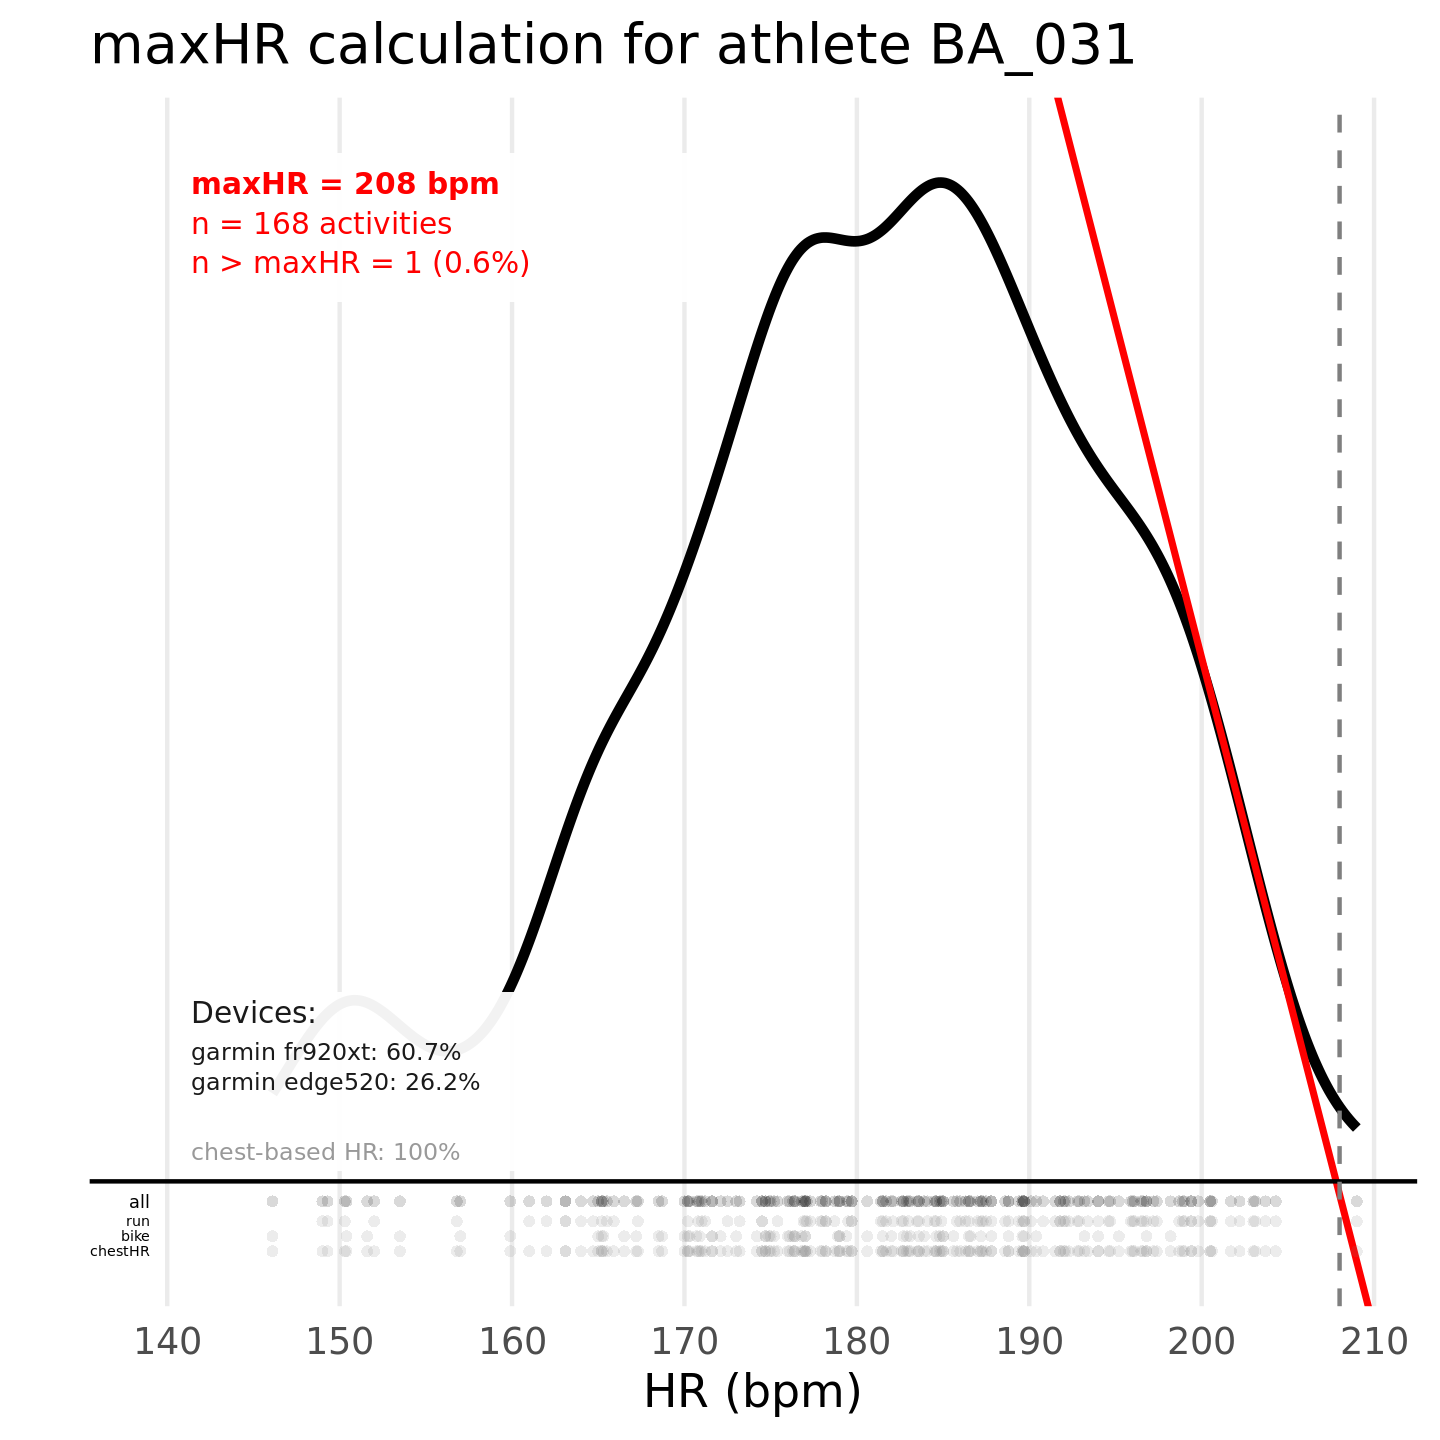 maxHR calculation for athlete BA_031
maxHR = 208 bpm
n = 168 activities
n > maxHR = 1 (0.6%)
Devices:
garmin fr920xt: 60.7%
garmin edge520: 26.2%
chest-based HR: 100%
all
run
bike
chestHR
140 150 160 170 180 190 200 210
HR (bpm)